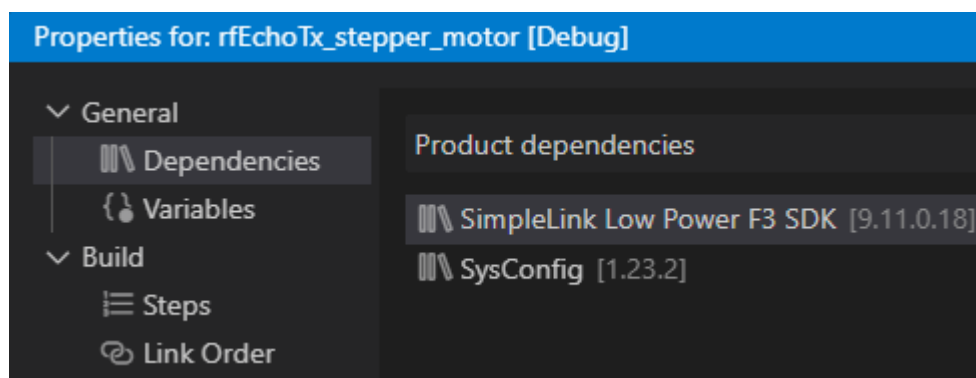 Properties for: rfEchoTx_stepper_motor [Debug]
General
Dependencies
Variables
Build
Steps
Link Order
Product dependencies
SimpleLink Low Power F3 SDK [9.11.0.18]
SysConfig [1.23.2]